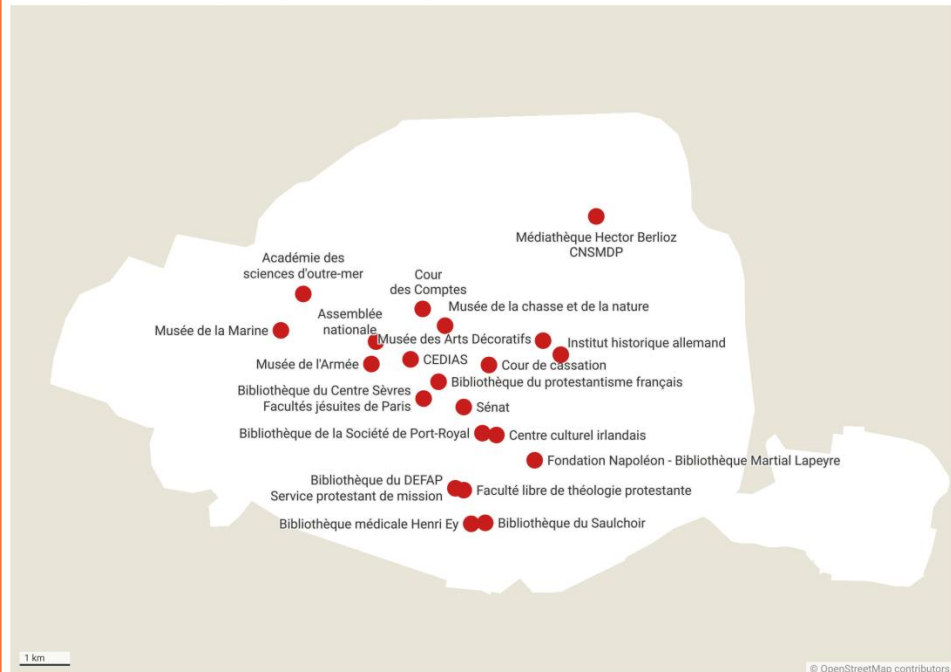 Médiathèque Hector Berlioz
CNSMDP
Académie des
sciences d'outre-mer
Cour
des Comptes
Musée de la chasse et de la nature
Assemblée
nationale
Musée de la Marine
Musée des Arts Décoratifs
Institut historique allemand
Musée de l'Armée
CEDIAS
Cour de cassation
Bibliothèque du protestantisme français
Bibliothèque du Centre Sèvres
Facultés jésuites de Paris
Sénat
Bibliothèque de la Société de Port-Royal
Centre culturel irlandais
Fondation Napoléon - Bibliothèque Martial Lapeyre
Bibliothèque du DEFAP
Service protestant de mission
Faculté libre de théologie protestante
Bibliothèque médicale Henri Ey
Bibliothèque du Saulchoir
1 km
© OpenStreetMap contributors